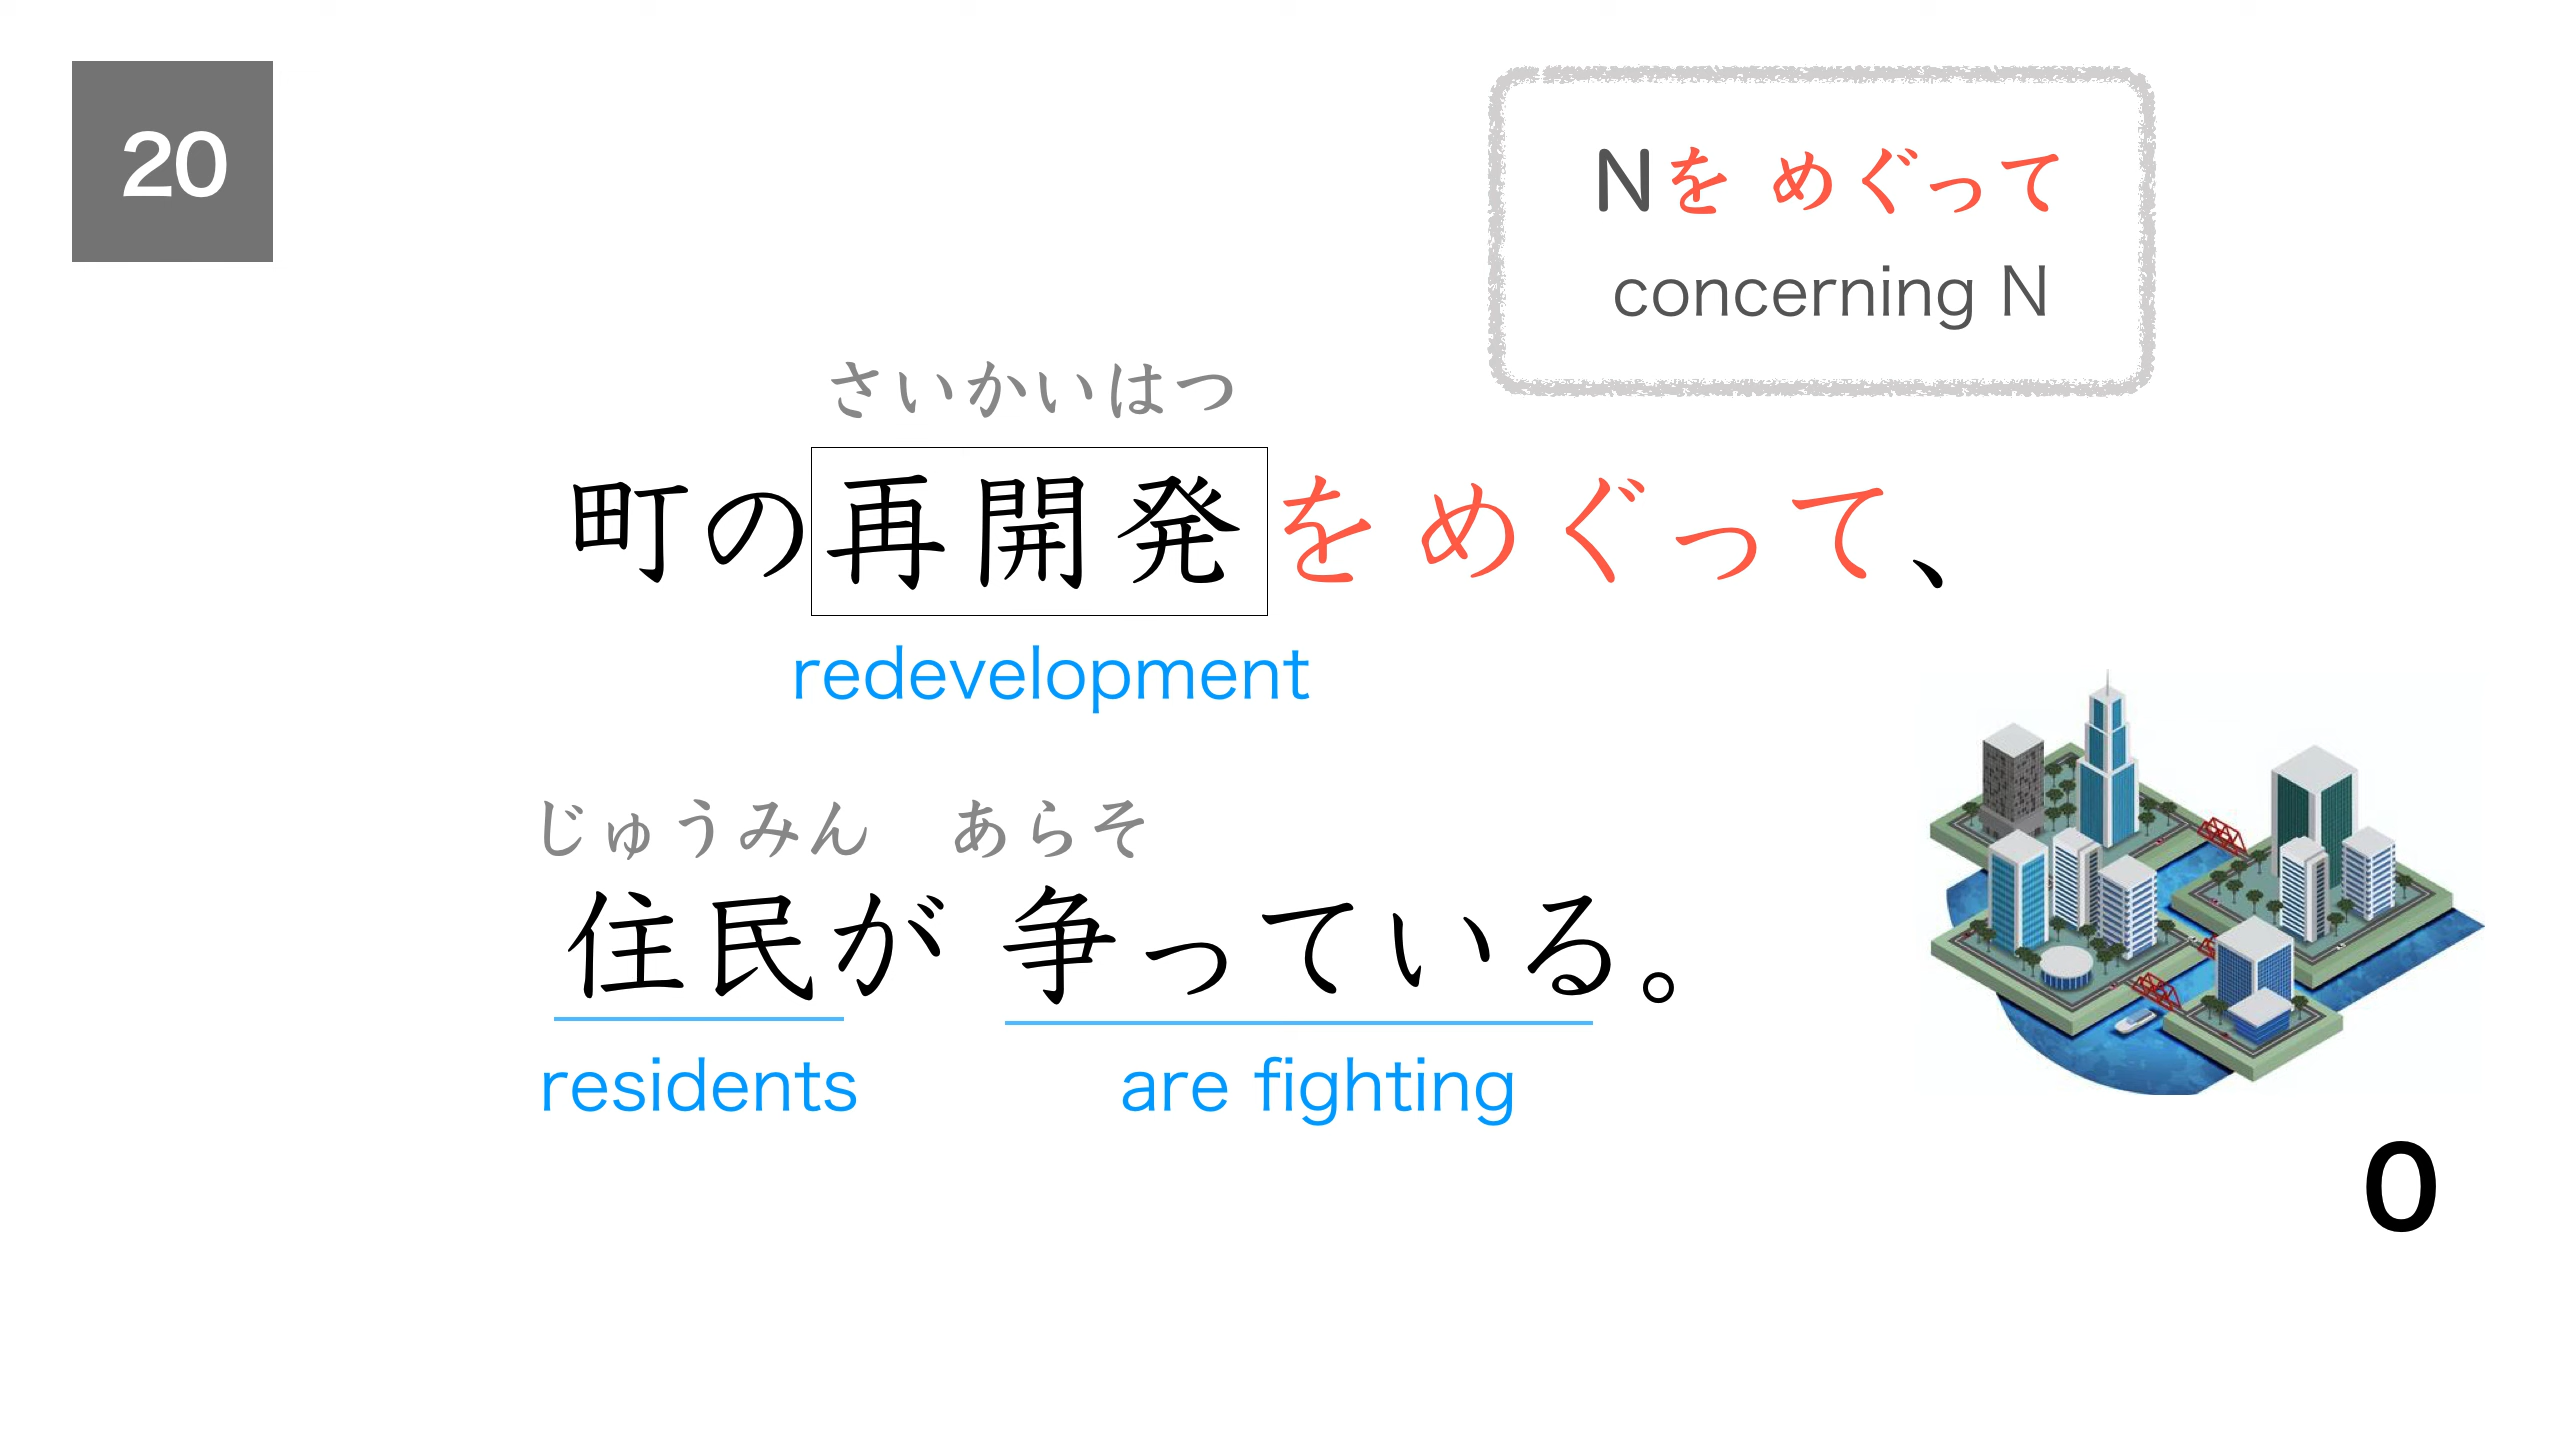 20
Nを めぐって
concerning N
さいかいはつ
町の再開発をめぐって、
redevelopment
じゅうみん あらそ
住民が 争っている。
residents are fighting
0